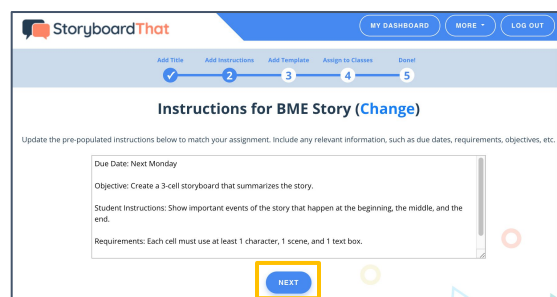 StoryboardThat
MY DASHBOARD MORE LOG OUT
Add Title Add Instructions Add Template Assign to Classes Done!
2 3 4 5
Instructions for BME Story (Change)
Update the pre-populated instructions below to match your assignment. Include any relevant information, such as due dates, requirements, objectives, etc.
Due Date: Next Monday
Objective: Create a 3-cell storyboard that summarizes the story.
Student Instructions: Show important events of the story that happen at the beginning, the middle, and the
end.
Requirements: Each cell must use at least 1 character, 1 scene, and 1 text box.
NEXT